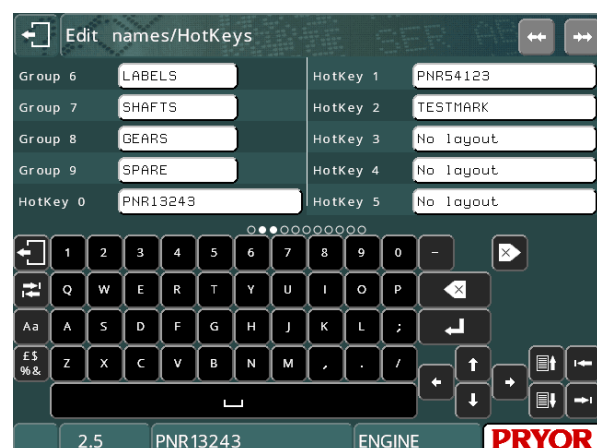 Edit names/HotKeys
Group 6 LABELS HotKey 1 PNR54123
Group 7 SHAFTS HotKey 2 TESTMARK
Group 8 GEARS HotKey 3 No layout
Group 9 SPARE HotKey 4 No layout
HotKey 0 PNR13243 HotKey 5 No layout
1 2 3 4 5 6 7 8 9 0 -
Q W E R T Y U I O P
Aa A S D F G H J K L ;
£$ %& Z X C V B N M , . /
2.5 PNR13243 ENGINE PRYOR